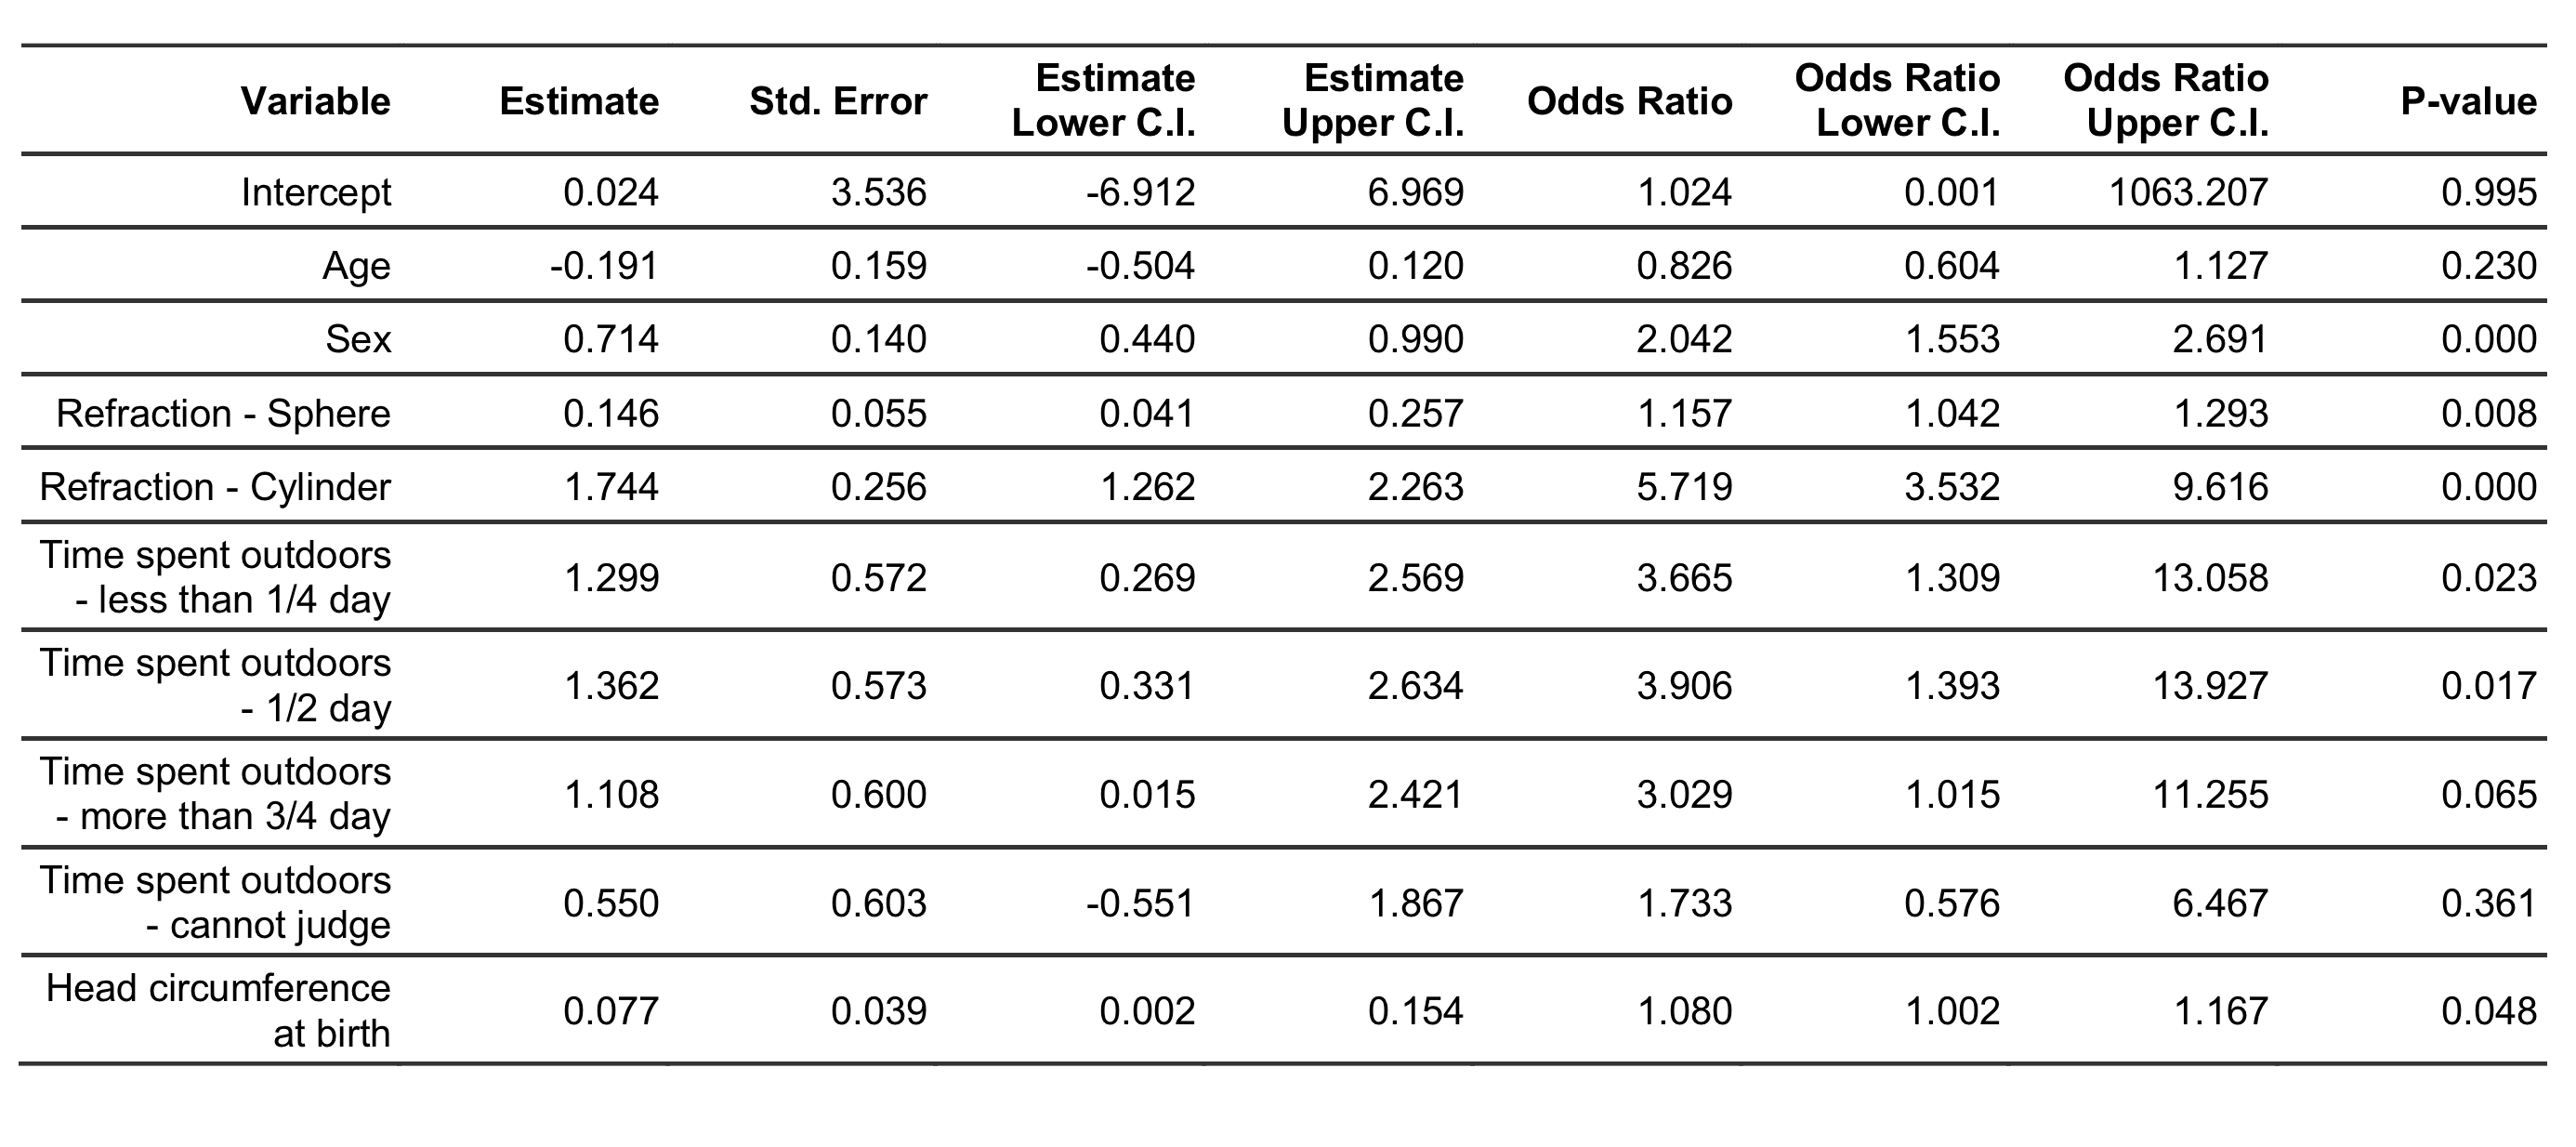 Variable Estimate Std. Error Estimate Lower C.I. Estimate Upper C.I. Odds Ratio Odds Ratio Lower C.I. Odds Ratio Upper C.I. P-value
Intercept 0.024 3.536 -6.912 6.969 1.024 0.001 1063.207 0.995
Age -0.191 0.159 -0.504 0.120 0.826 0.604 1.127 0.230
Sex 0.714 0.140 0.440 0.990 2.042 1.553 2.691 0.000
Refraction - Sphere 0.146 0.055 0.041 0.257 1.157 1.042 1.293 0.008
Refraction - Cylinder 1.744 0.256 1.262 2.263 5.719 3.532 9.616 0.000
Time spent outdoors
- less than 1/4 day 1.299 0.572 0.269 2.569 3.665 1.309 13.058 0.023
Time spent outdoors
- 1/2 day 1.362 0.573 0.331 2.634 3.906 1.393 13.927 0.017
Time spent outdoors
- more than 3/4 day 1.108 0.600 0.015 2.421 3.029 1.015 11.255 0.065
Time spent outdoors
- cannot judge 0.550 0.603 -0.551 1.867 1.733 0.576 6.467 0.361
Head circumference
at birth 0.077 0.039 0.002 0.154 1.080 1.002 1.167 0.048